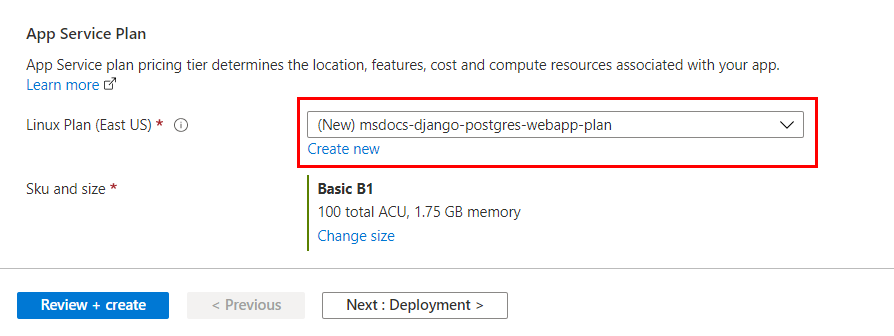 App Service Plan
App Service plan pricing tier determines the location, features, cost and compute resources associated with your app.
Learn more
Linux Plan (East US) *
(New) msdocs-django-postgres-webapp-plan
Create new
Sku and size *
Basic B1
100 total ACU, 1.75 GB memory
Change size
Review + create
< Previous
Next : Deployment >